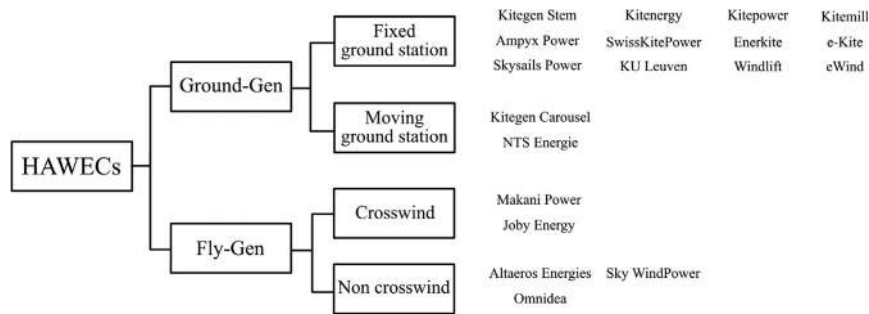 HAWECs
Ground-Gen
Fixed
ground station
Kitegen Stem Kitenergy Kitepower Kitemill
Ampyx Power SwissKitePower Enerkite e-Kite
Skysails Power KU Leuven Windlift eWind
Moving
ground station
Kitegen Carousel
NTS Energie
Fly-Gen
Crosswind
Makani Power
Joby Energy
Non crosswind
Altaeros Energies Sky WindPower
Omnidea